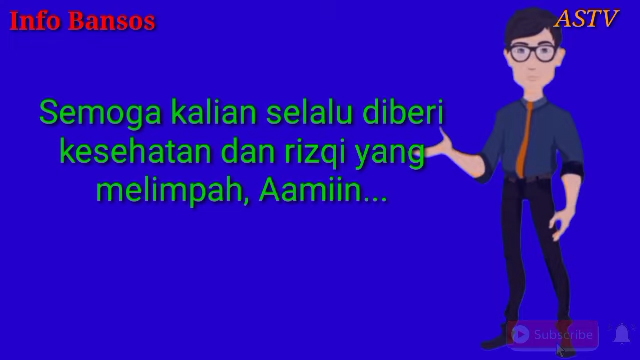 Info Bansos
ASTV
Semoga kalian selalu diberi
kesehatan dan rizqi yang
melimpah, Aamiin...
Subscribe